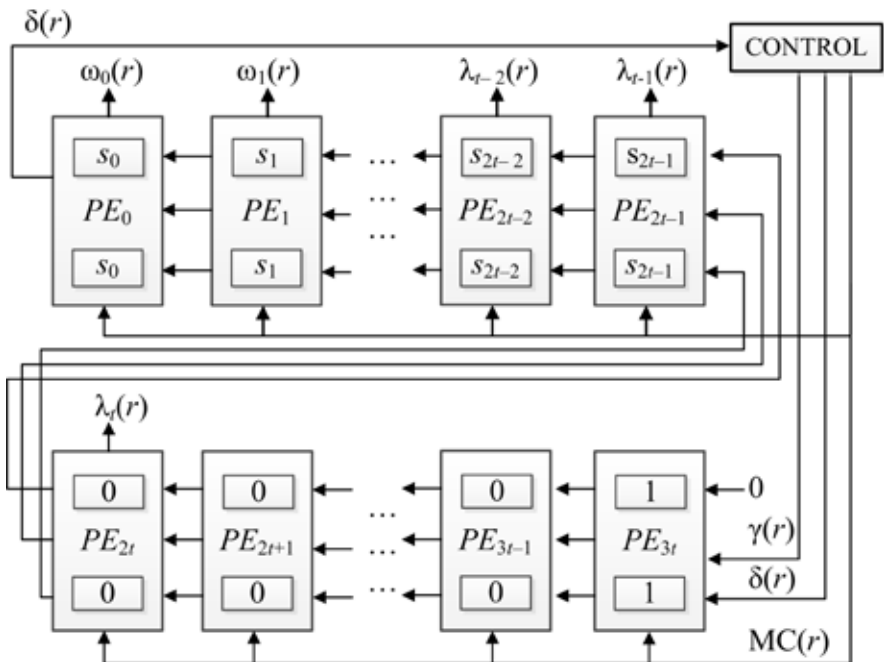 δ(r)
CONTROL
ω₀(r) ω₁(r) λₜ₋₂(r) λₜ₋₁(r)
s₀ s₁ ... s₂ₜ₋₂ s₂ₜ₋₁
PE₀ PE₁ ... PE₂ₜ₋₂ PE₂ₜ₋₁
...
s₀ s₁ s₂ₜ₋₂ s₂ₜ₋₁
λₜ(r)
0 0 0 1 0
...
PE₂ₜ PE₂ₜ₊₁ ... PE₃ₜ₋₁ PE₃ₜ γ(r)
0 0 ... 0 1 δ(r)
MC(r)